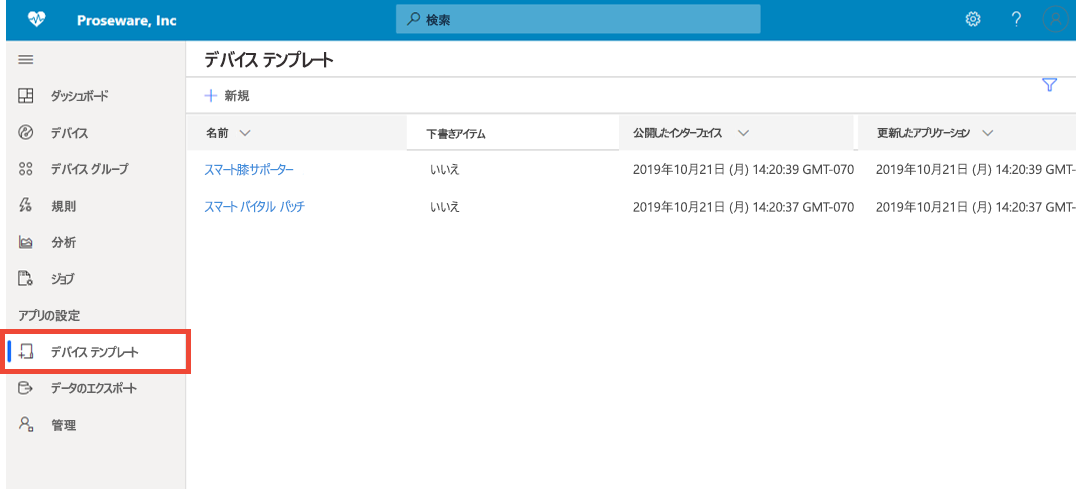 Proseware, Inc
検索
?
デバイス テンプレート
ダッシュボード
+ 新規
デバイス
名前 下書きアイテム 公開したインターフェイス 更新したアプリケーション
デバイス グループ
スマート膝サポーター いいえ 2019年10月21日 (月) 14:20:39 GMT-070 2019年10月21日 (月) 14:20:39 GMT-
規則
スマート バイタル パッチ いいえ 2019年10月21日 (月) 14:20:37 GMT-070 2019年10月21日 (月) 14:20:37 GMT-
分析
ジョブ
アプリの設定
デバイス テンプレート
データのエクスポート
管理